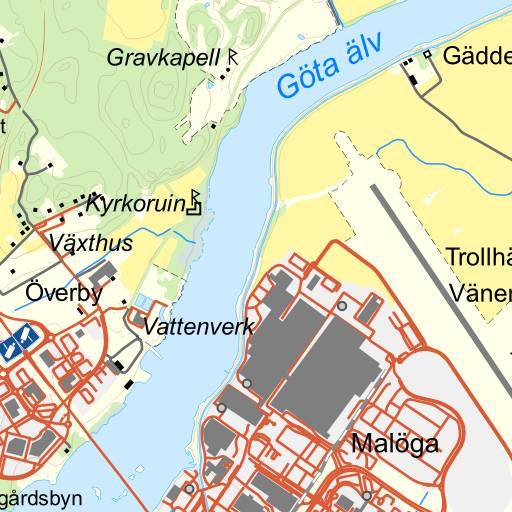 Gravkapell
Göta älv
Gädde
t
Kyrkoruin
Växthus
Trollhä
Väner
Överby
Vattenverk
Malöga
gårdsbyn